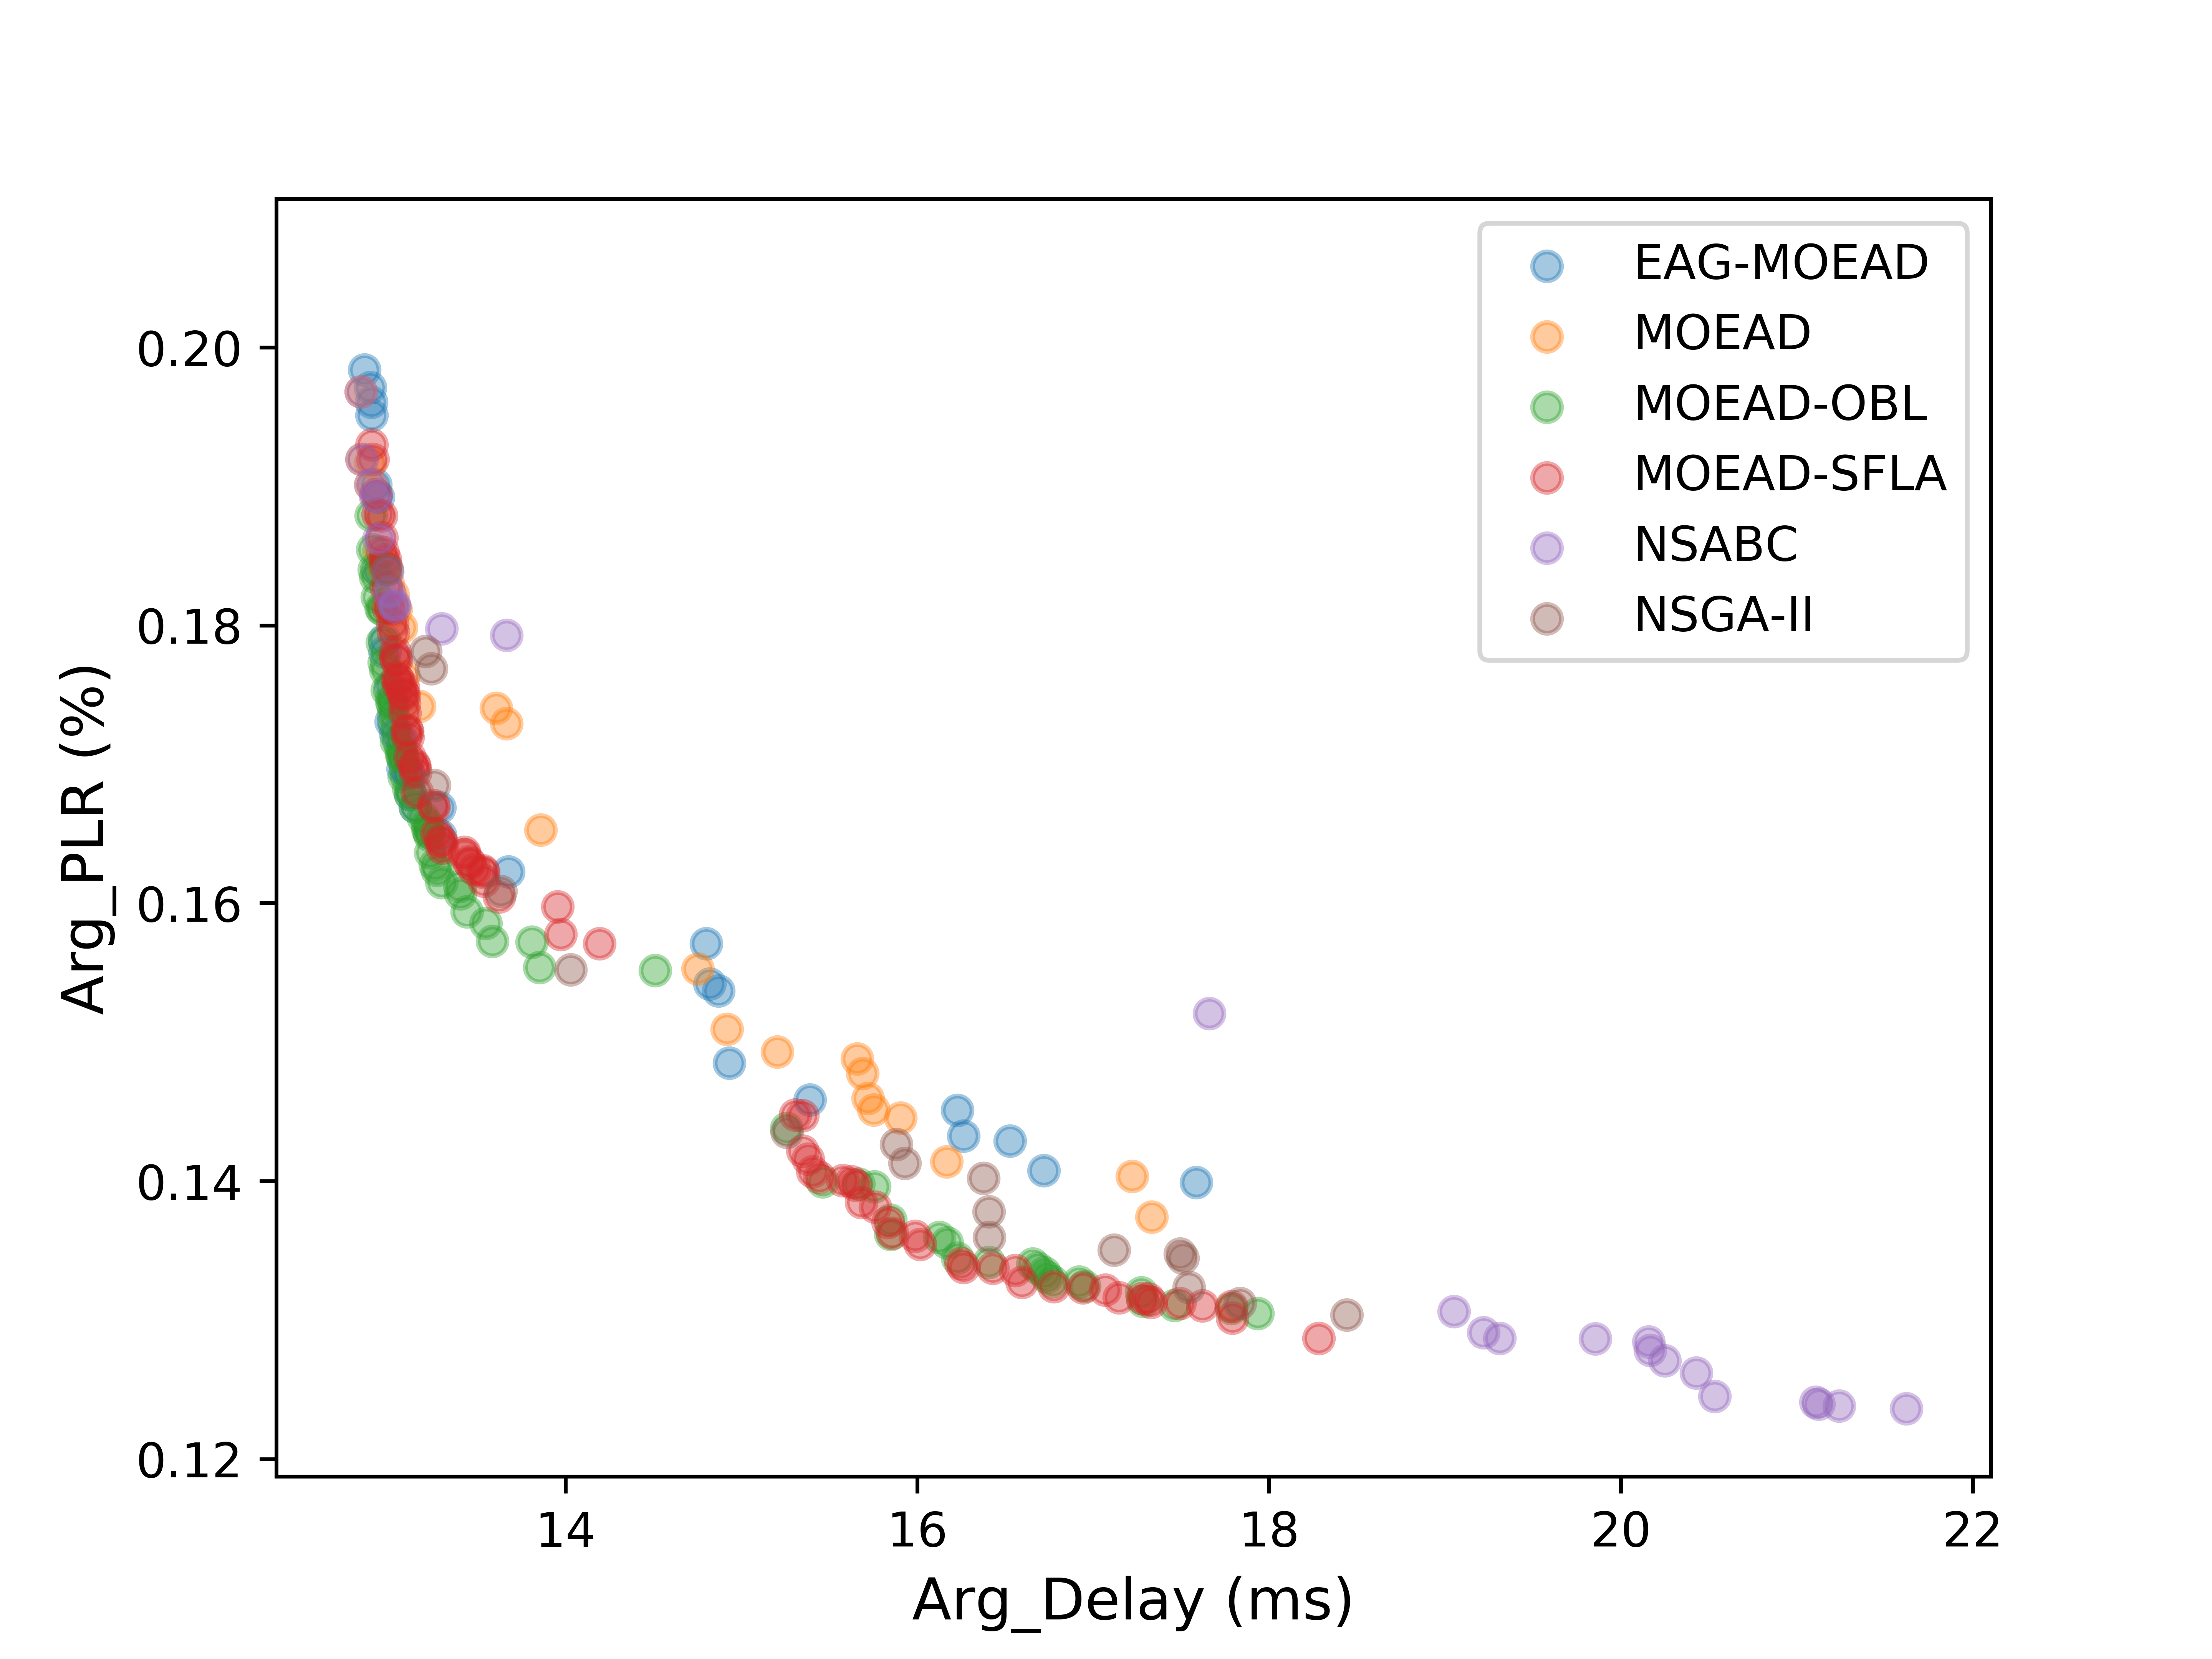 EAG-MOEAD
MOEAD
MOEAD-OBL
MOEAD-SFLA
NSABC
NSGA-II
0.20
0.18
0.16
0.14
0.12
Arg_PLR (%)
14 16 18 20 22
Arg_Delay (ms)